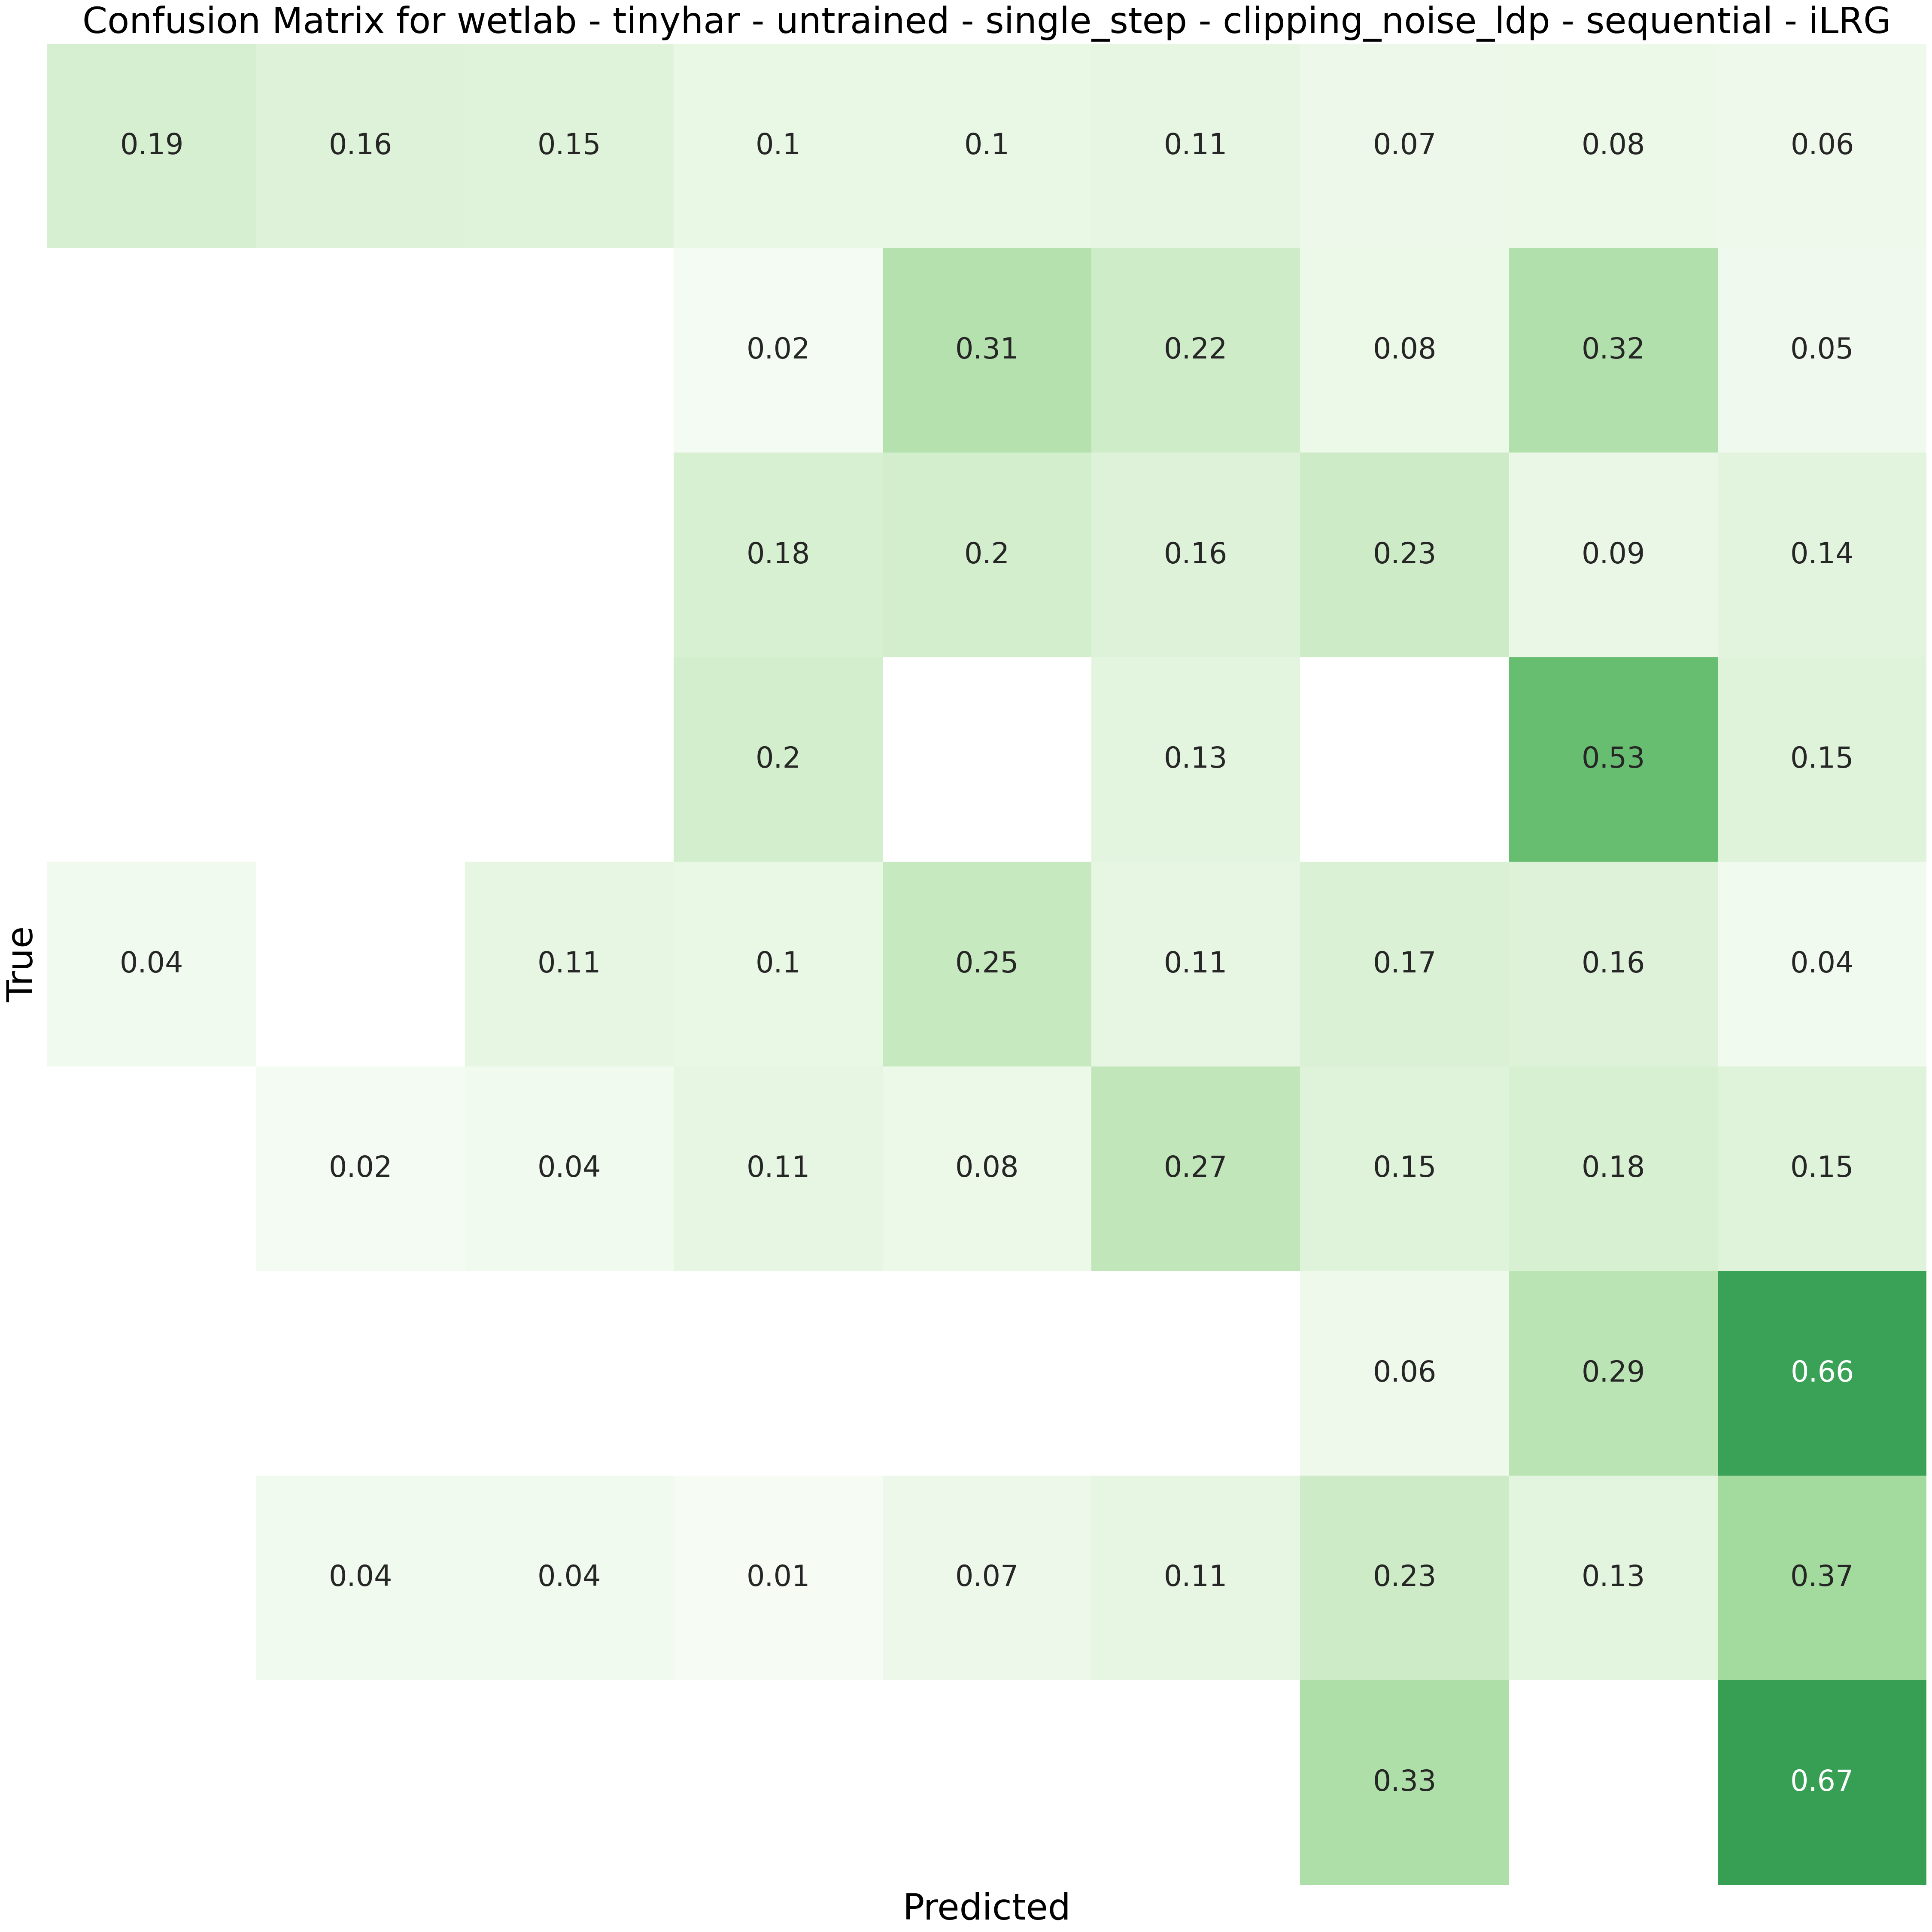 Confusion Matrix for wetlab - tinyhar - untrained - single_step - clipping_noise_ldp - sequential - iLRG
0.19 0.16 0.15 0.1 0.1 0.11 0.07 0.08 0.06
0.02 0.31 0.22 0.08 0.32 0.05
0.18 0.2 0.16 0.23 0.09 0.14
0.2 0.13 0.53 0.15
0.04 0.11 0.1 0.25 0.11 0.17 0.16 0.04
True
0.02 0.04 0.11 0.08 0.27 0.15 0.18 0.15
0.06 0.29 0.66
0.04 0.04 0.01 0.07 0.11 0.23 0.13 0.37
0.33 0.67
Predicted